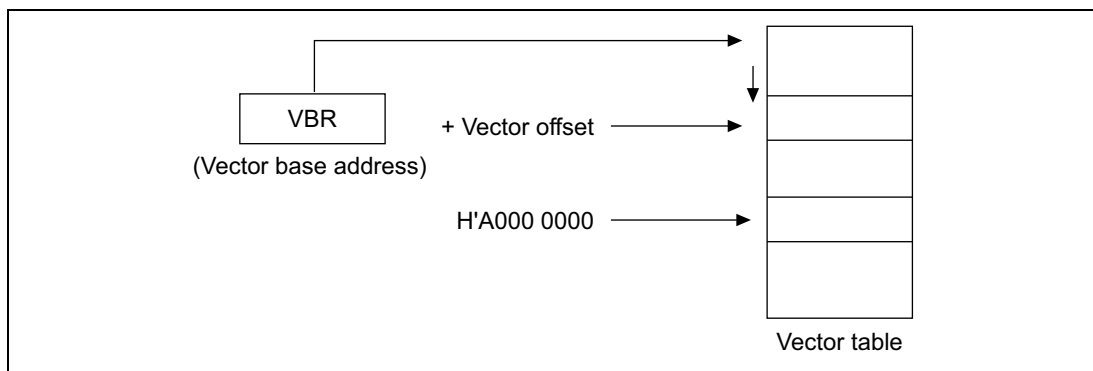 VBR
+ Vector offset
(Vector base address)
H'A000 0000
Vector table